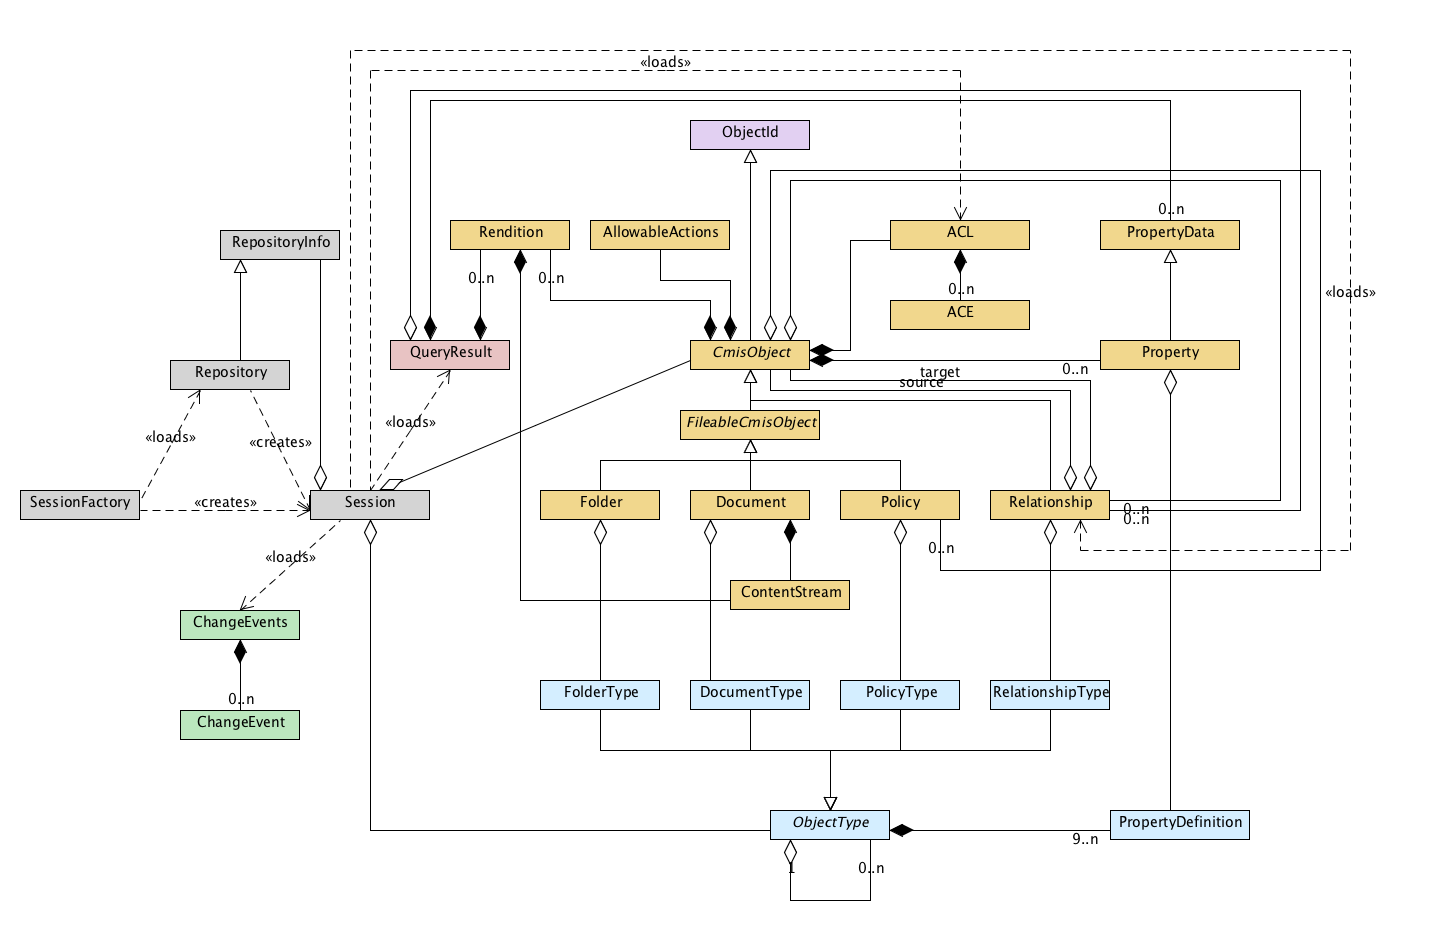 «loads»
ObjectId
0..n
RepositoryInfo
Rendition
AllowableActions
ACL
PropertyData
0..n
0..n
0..n
«loads»
ACE
Repository
QueryResult
CmisObject
Property
0..n
target
source
«loads»
«loads»
FileableCmisObject
«creates»
SessionFactory
«creates»
Session
Folder
Document
Policy
Relationship
0..n
0..n
0..n
«loads»
ContentStream
ChangeEvents
0..n
FolderType
DocumentType
PolicyType
RelationshipType
ChangeEvent
ObjectType
PropertyDefinition
9..n
1
0..n